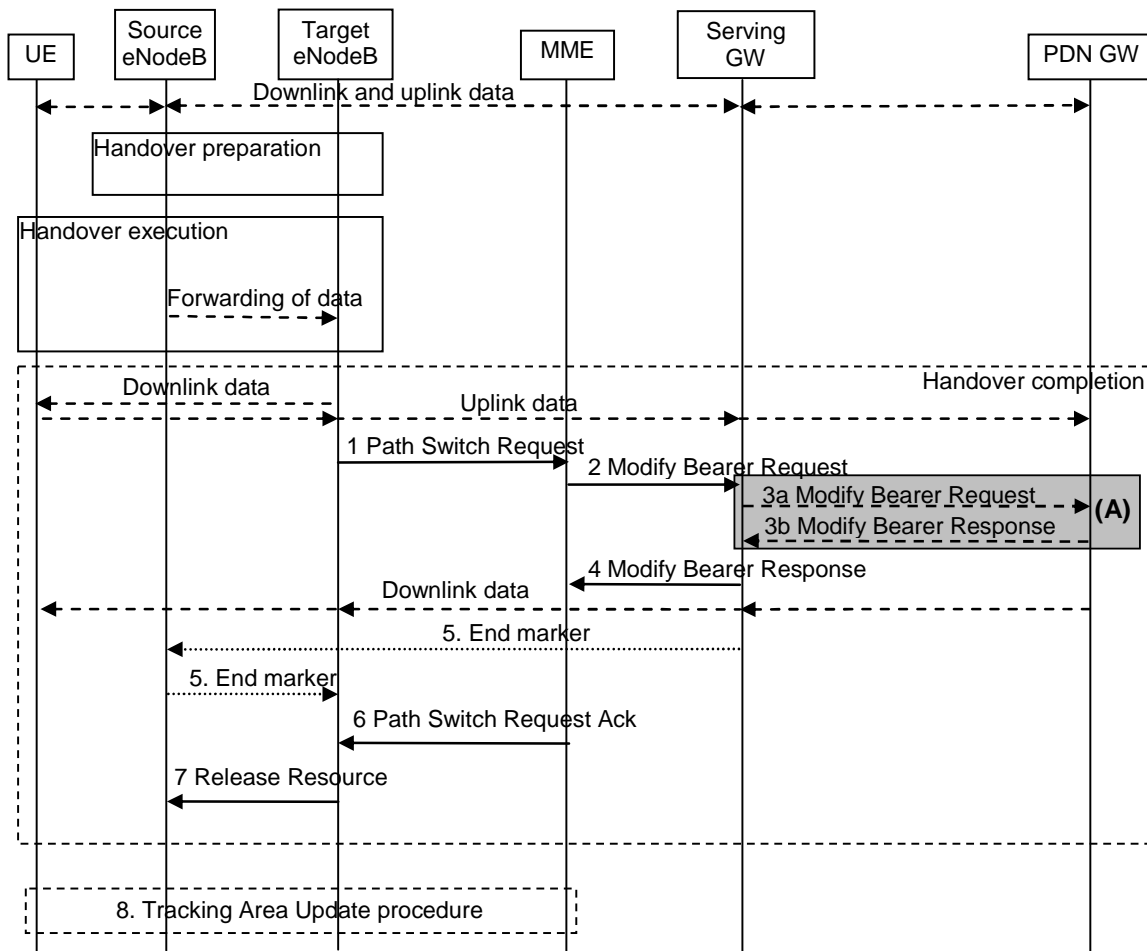 UE
Source
eNodeB
Target
eNodeB
MME
Serving
GW
PDN GW
Downlink and uplink data
Handover preparation
Handover execution
Forwarding of data
Handover completion
Downlink data
Uplink data
1 Path Switch Request
2 Modify Bearer Request
3a Modify Bearer Request
(A)
3b Modify Bearer Response
4 Modify Bearer Response
Downlink data
5. End marker
5. End marker
6 Path Switch Request Ack
7 Release Resource
8. Tracking Area Update procedure